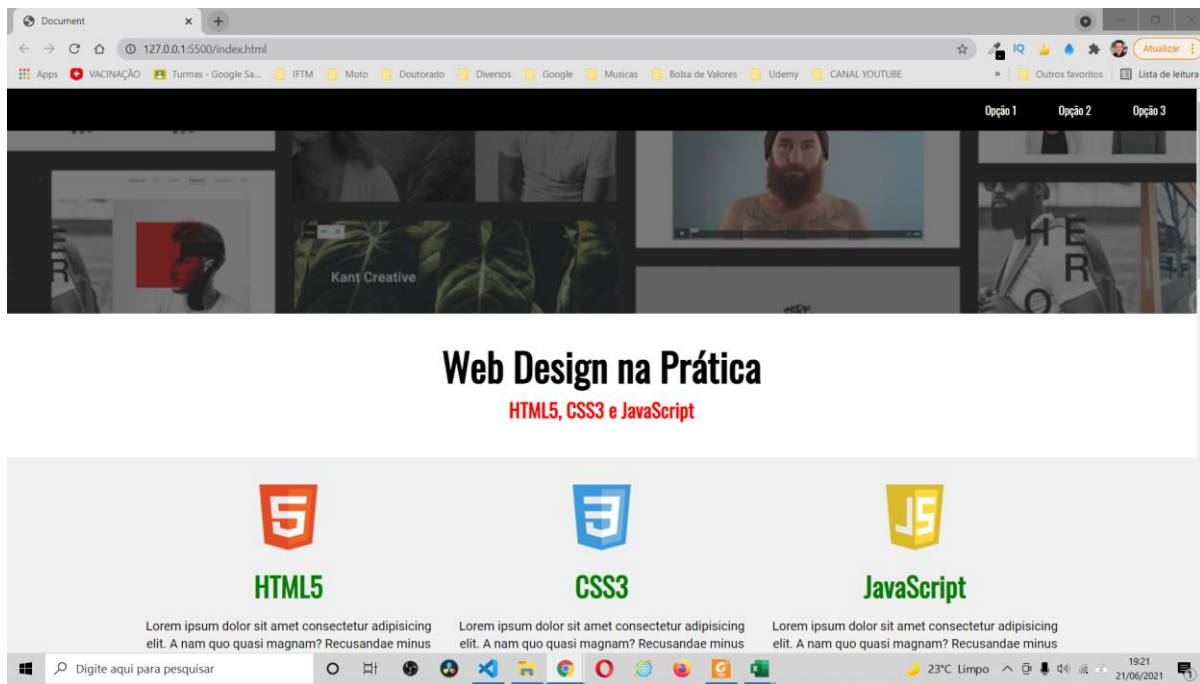 Document
127.0.0.1:5500/index.html
IQ
Atualizar
Apps VACINAÇÃO Turmas - Google Sa... IFTM Moto Doutorado Diversos Google Musicas Bolsa de Valores Udemy CANAL YOUTUBE » Outros favoritos Lista de leitura
Opção 1 Opção 2 Opção 3
Kant Creative
HE
R
O
Web Design na Prática
HTML5, CSS3 e JavaScript
HTML5 CSS3 JavaScript
Lorem ipsum dolor sit amet consectetur adipisicing
elit. A nam quo quasi magnam? Recusandae minus
Lorem ipsum dolor sit amet consectetur adipisicing
elit. A nam quo quasi magnam? Recusandae minus
Lorem ipsum dolor sit amet consectetur adipisicing
elit. A nam quo quasi magnam? Recusandae minus
Digite aqui para pesquisar
23°C Limpo
19:21
21/06/2021